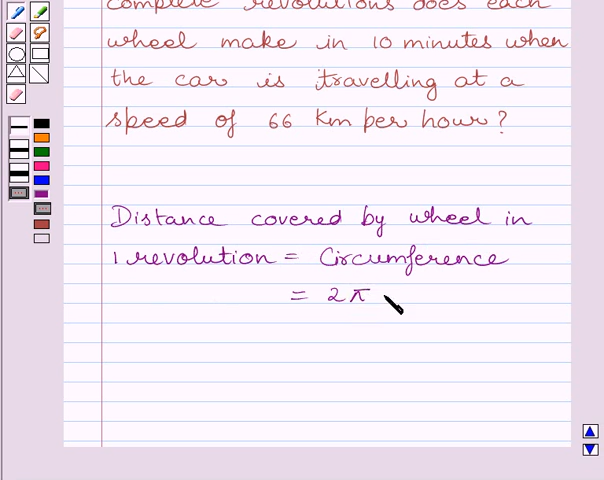 complete revolutions does each
wheel make in 10 minutes when
the car is travelling at a
speed of 66 Km per hour?
Distance covered by wheel in
1 revolution = Circumference
= 2π